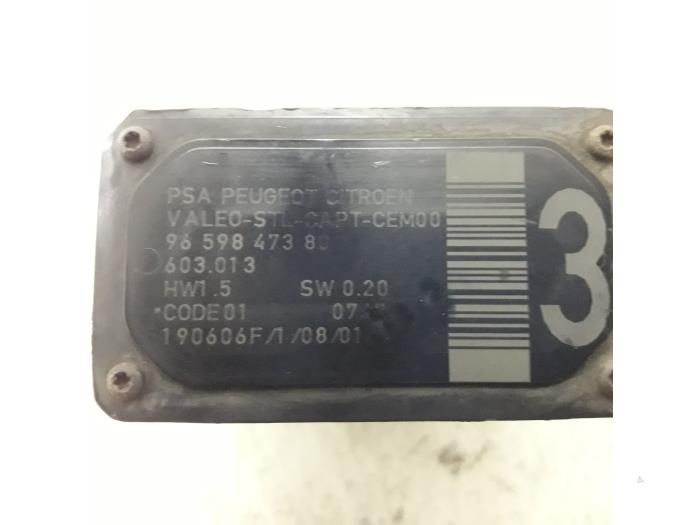 PSA PEUGEOT CITROEN
VALEO-STL-CAPT-CEM00
96 598 473 80
603.013
HW1.5 SW 0.20
CODE01
190606F/1/08/01
3